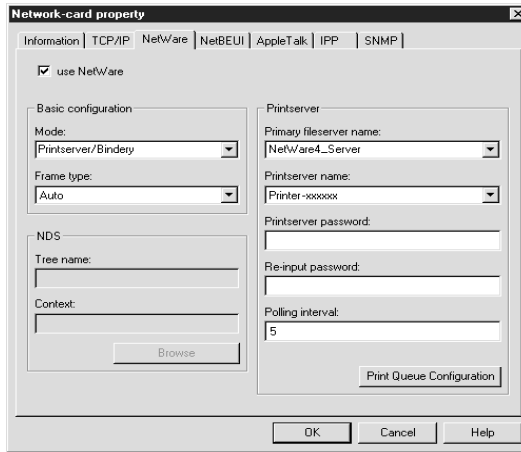 Network-card property
Information TCP/IP NetWare NetBEUI AppleTalk IPP SNMP
use NetWare
Basic configuration
Mode:
Printserver/Bindery
Frame type:
Auto
NDS
Tree name:
Context:
Browse
Printserver
Primary fileserver name:
NetWare4_Server
Printserver name:
Printer-xxxxxx
Printserver password:
Re-input password:
Polling interval:
5
Print Queue Configuration
OK Cancel Help